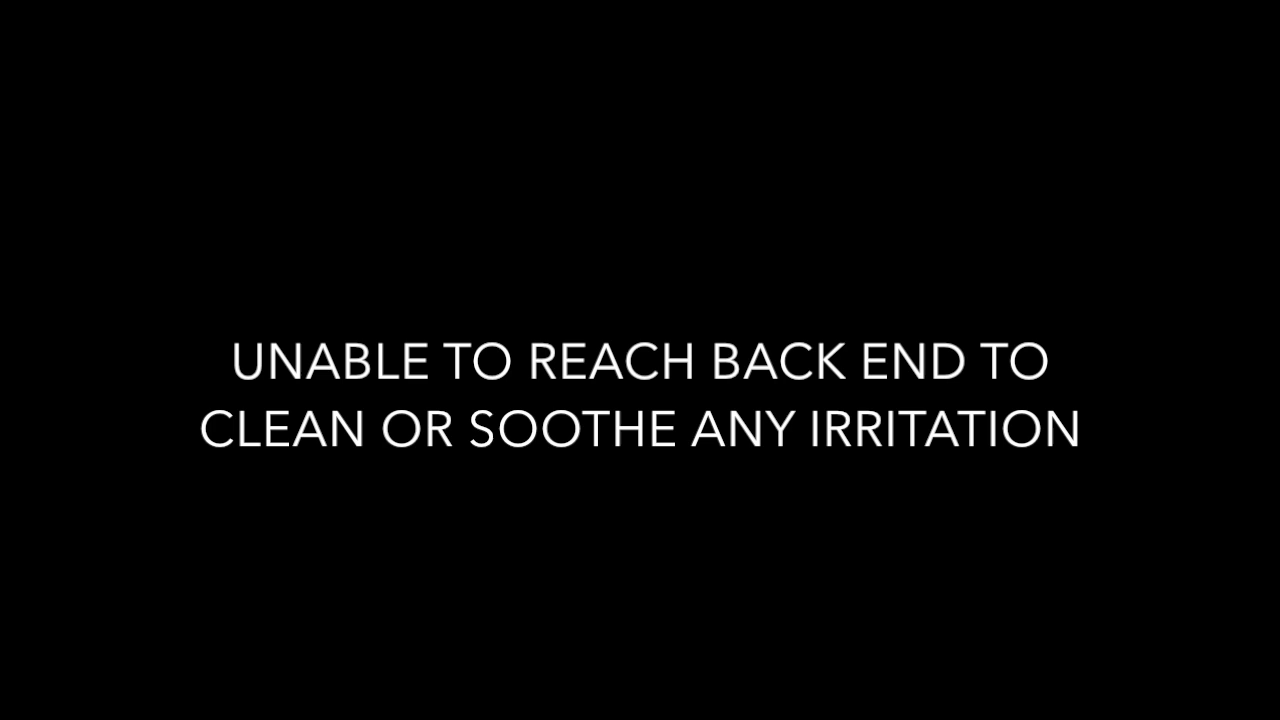 UNABLE TO REACH BACK END TO
CLEAN OR SOOTHE ANY IRRITATION